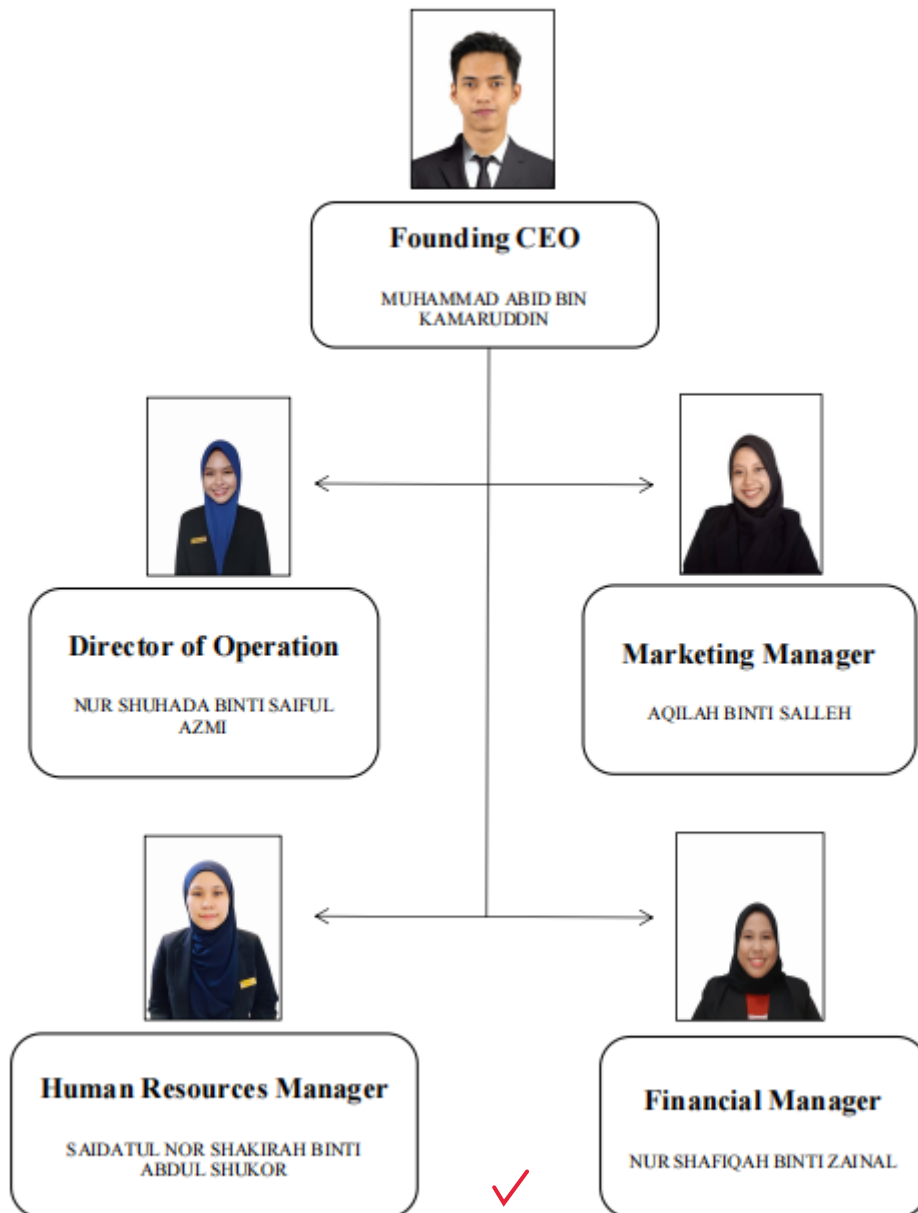 Founding CEO
MUHAMMAD ABID BIN
KAMARUDDIN
Director of Operation
NUR SHUHADA BINTI SAIFUL
AZMI
Marketing Manager
AQILAH BINTI SALLEH
Human Resources Manager
SAIDATUL NOR SHAKIRAH BINTI
ABDUL SHUKOR
Financial Manager
NUR SHAFIQAH BINTI ZAINAL